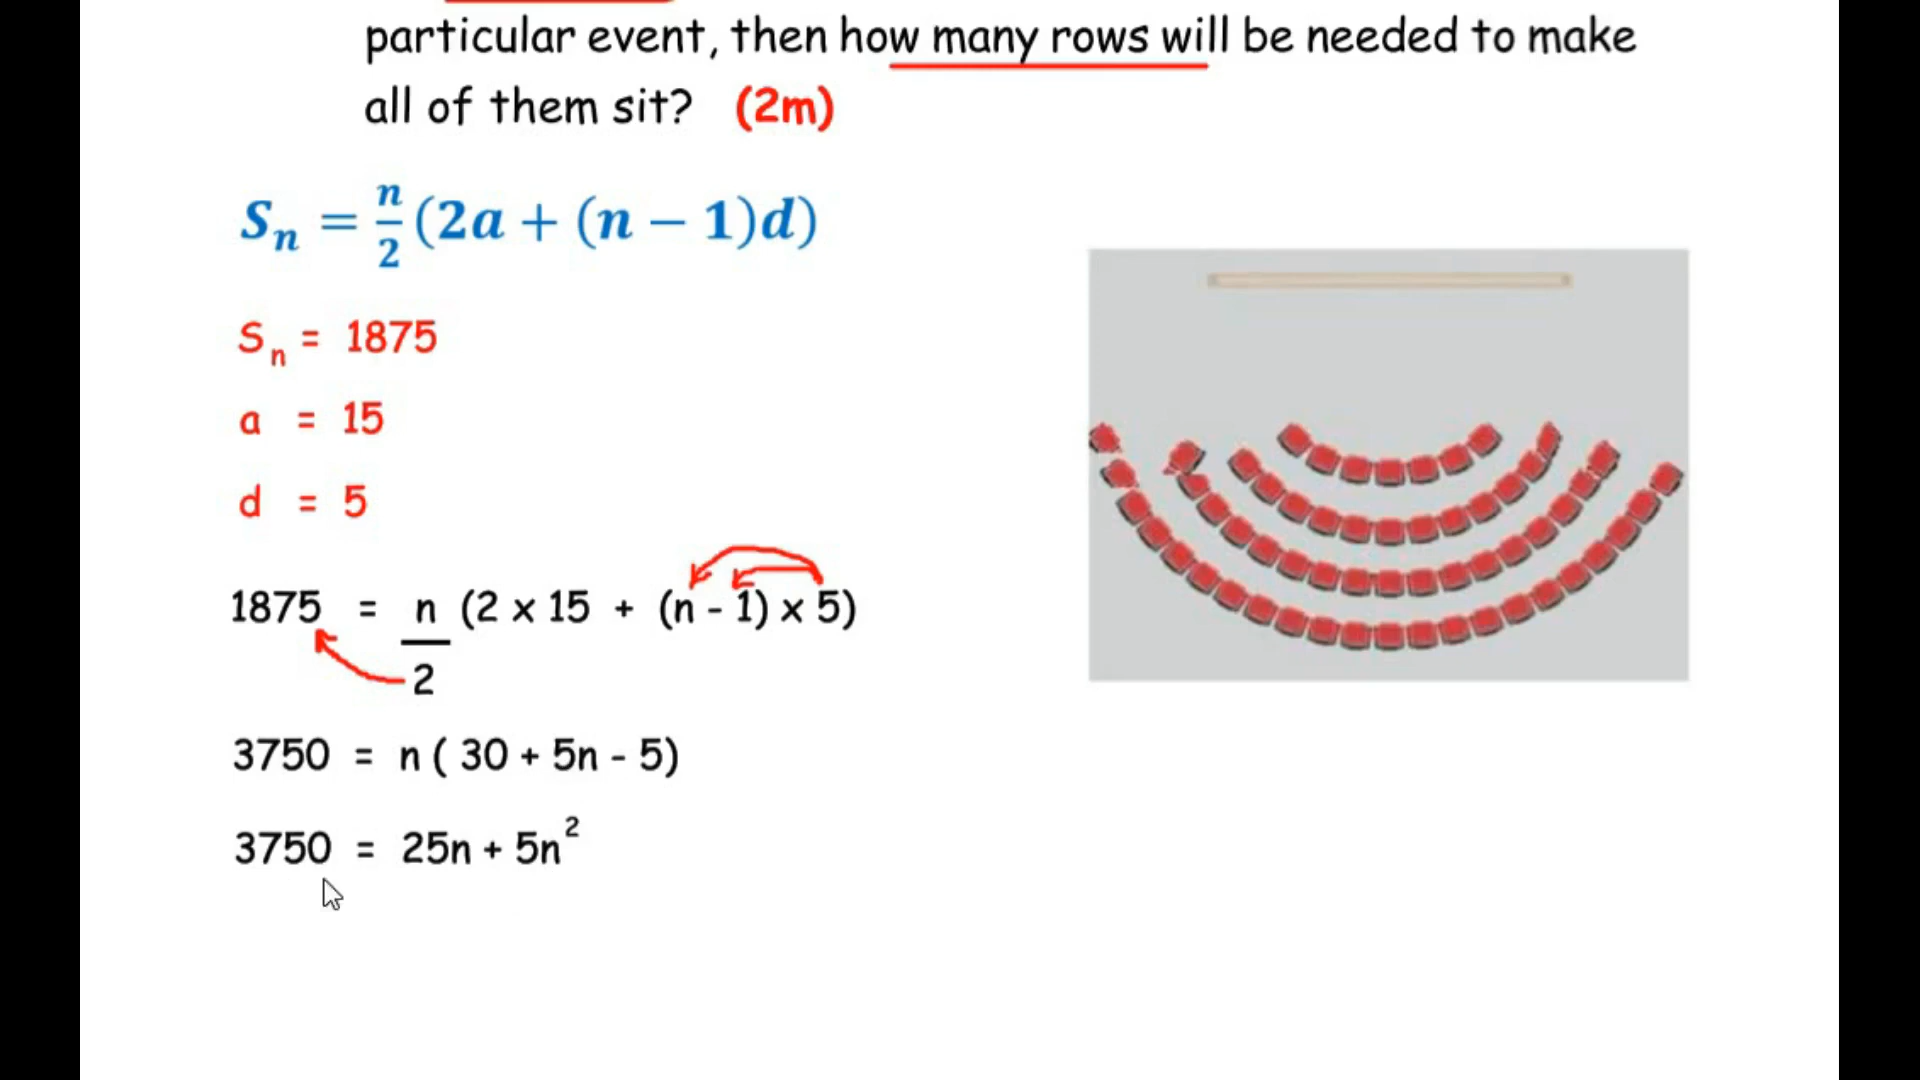 particular event, then how many rows will be needed to make
all of them sit? (2m)
Sₙ = n/2 (2a + (n − 1)d)
Sₙ = 1875
a = 15
d = 5
1875 = n/2 (2 x 15 + (n - 1) x 5)
3750 = n ( 30 + 5n - 5)
3750 = 25n + 5n²